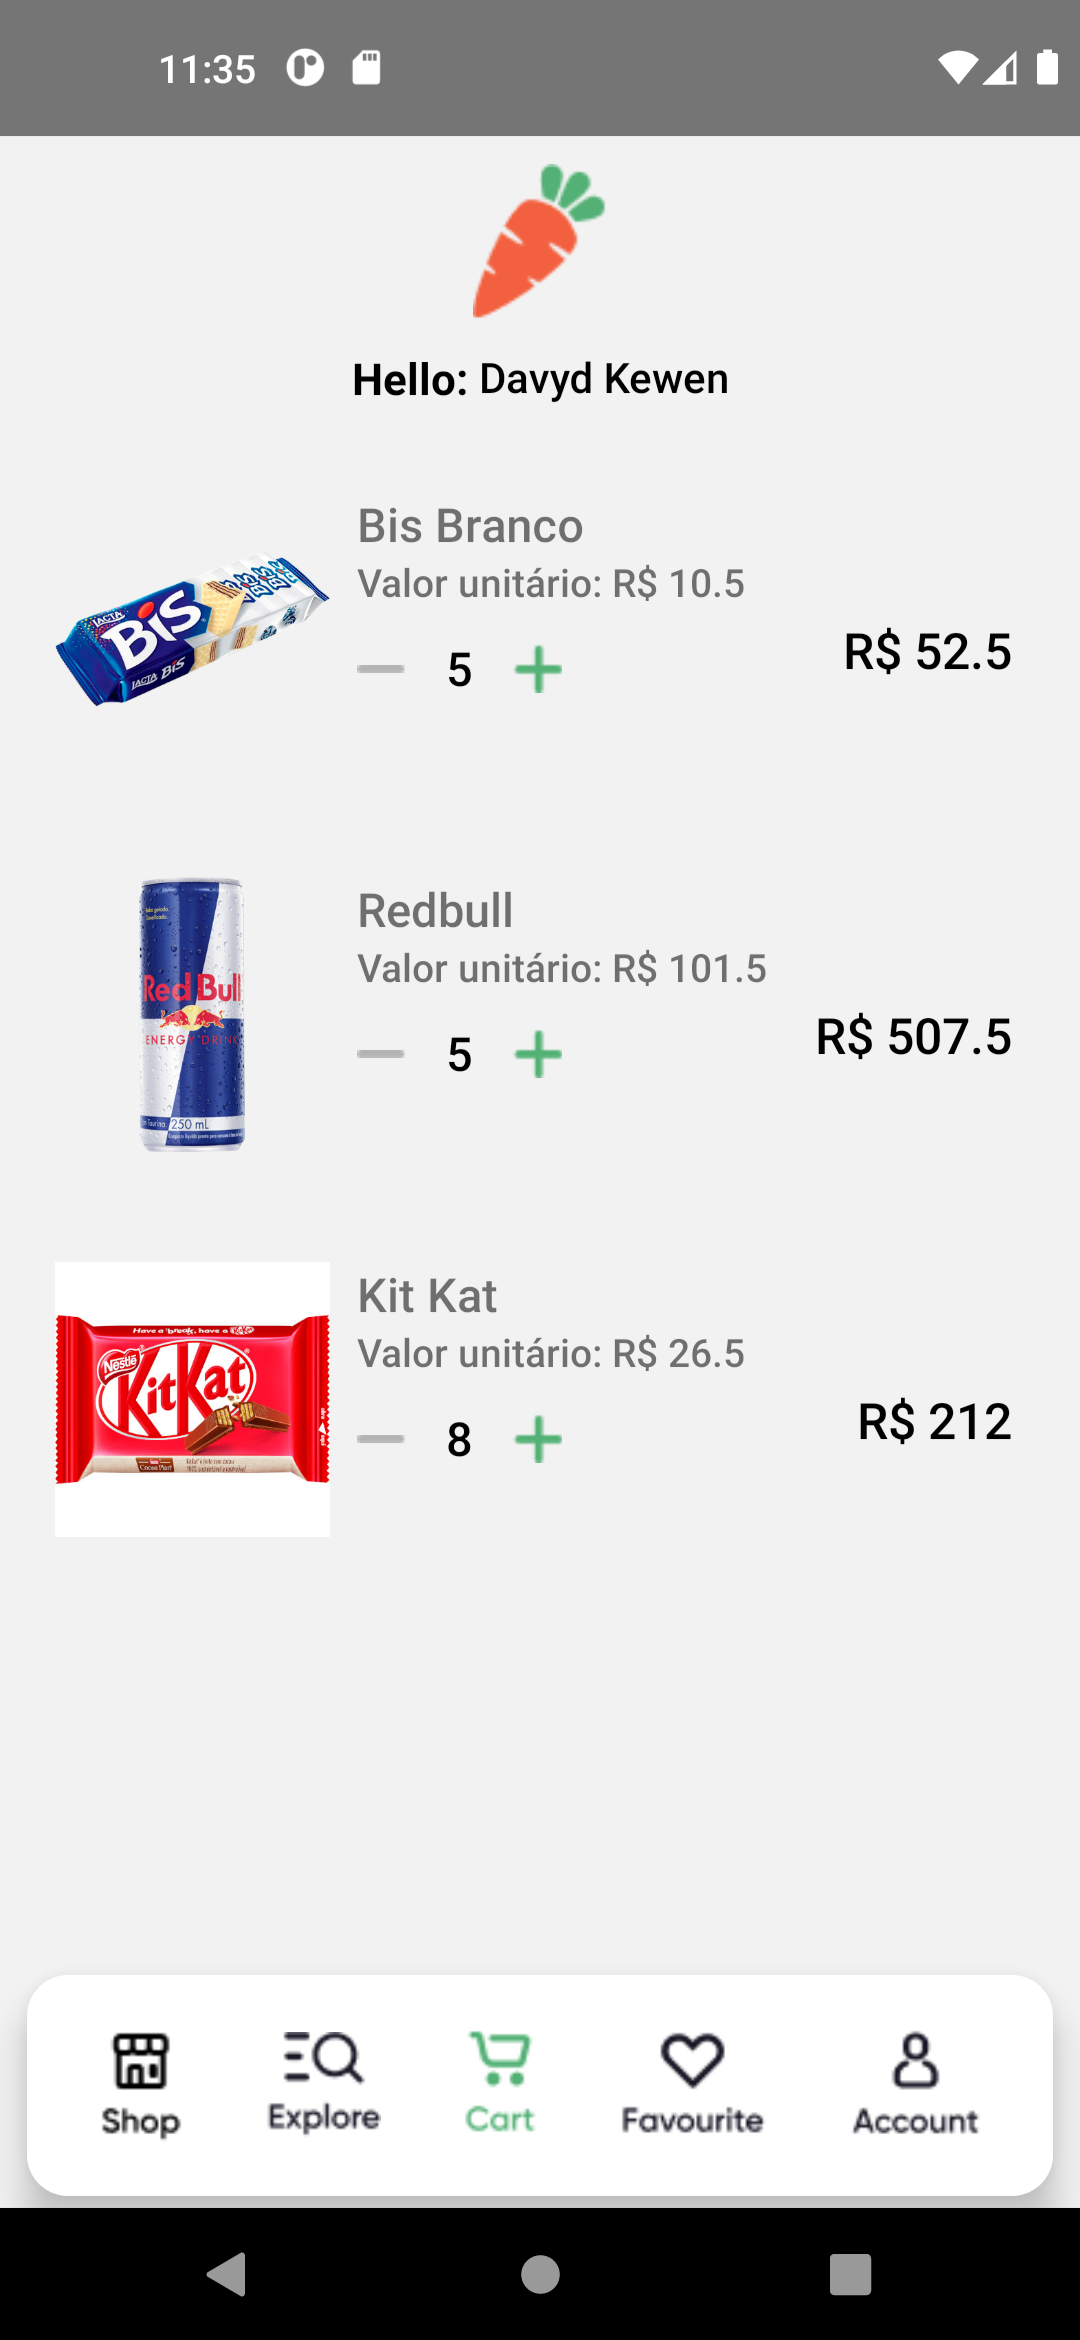 11:35
Hello: Davyd Kewen
Bis Branco
Valor unitário: R$ 10.5
5
R$ 52.5
LACTA
BIS
LACTA BIS
Redbull
Valor unitário: R$ 101.5
5
R$ 507.5
Red Bull
ENERGY DRINK
250 mL
Kit Kat
Valor unitário: R$ 26.5
8
R$ 212
Have a break, have a KitKat
Nestlé
KitKat
Shop
Explore
Cart
Favourite
Account